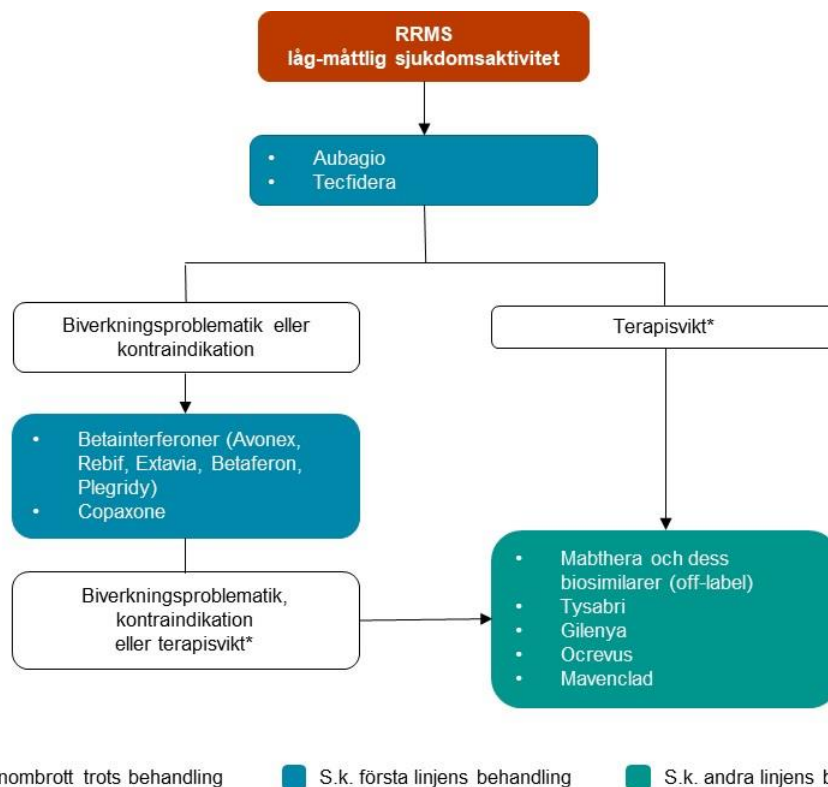 RRMS
låg-måttlig sjukdomsaktivitet
• Aubagio
• Tecfidera
Biverkningsproblematik eller
kontraindikation
Terapisvikt*
• Betainterferoner (Avonex,
Rebif, Extavia, Betaferon,
Plegridy)
• Copaxone
Biverkningsproblematik,
kontraindikation
eller terapisvikt*
• Mabthera och dess
biosimilarer (off-label)
• Tysabri
• Gilenya
• Ocrevus
• Mavenclad
nombrott trots behandling
S.k. första linjens behandling
S.k. andra linjens